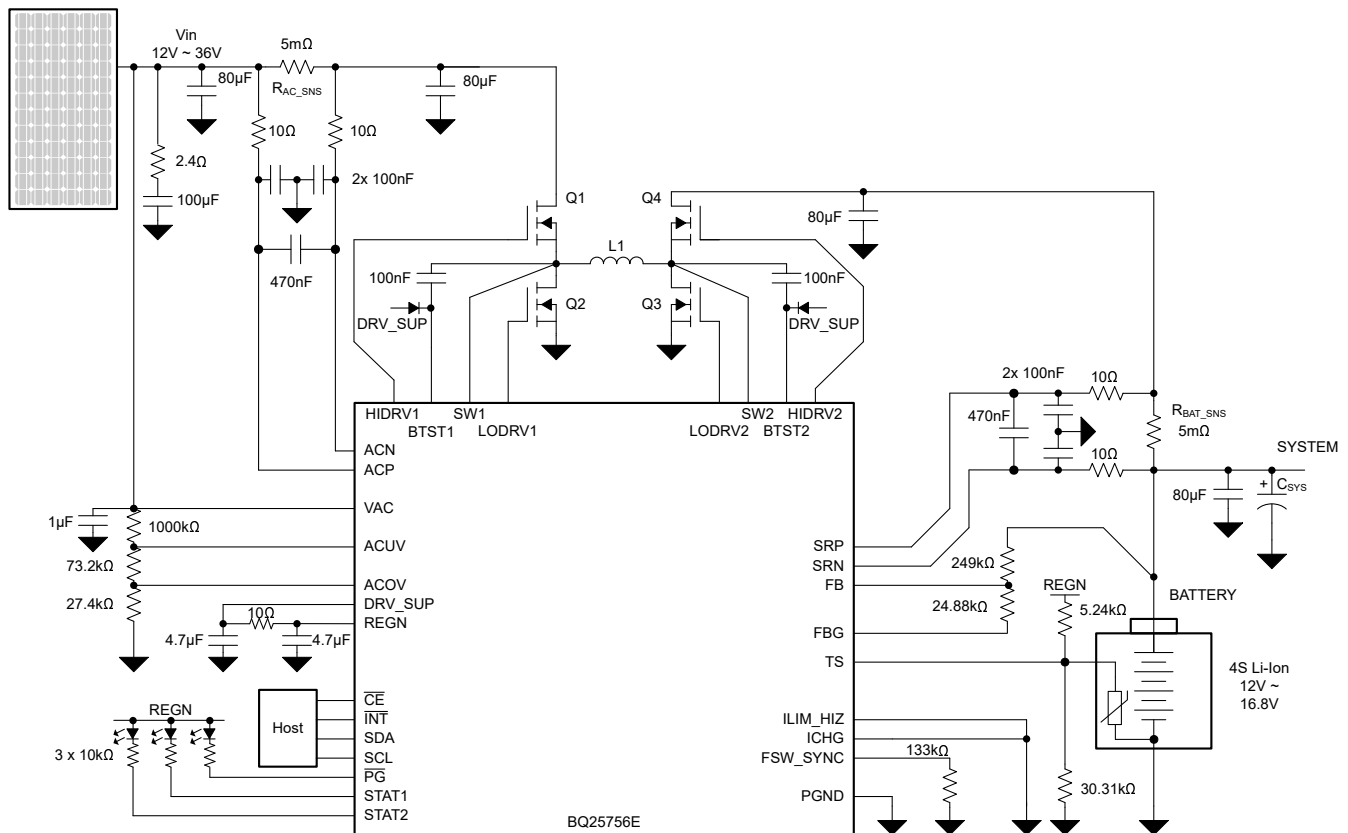 Vin
12V ~ 36V
5mΩ
R_AC_SNS
80µF
80µF
10Ω
10Ω
2.4Ω
100µF
2x 100nF
470nF
Q1
Q4
80µF
L1
100nF
100nF
Q2
Q3
DRV_SUP
DRV_SUP
HIDRV1
BTST1
SW1
LODRV1
LODRV2
SW2
BTST2
HIDRV2
2x 100nF
10Ω
470nF
R_BAT_SNS
5mΩ
10Ω
SYSTEM
80µF
+
C_SYS
ACN
ACP
VAC
ACUV
ACOV
DRV_SUP
REGN
1µF
1000kΩ
73.2kΩ
27.4kΩ
10Ω
4.7µF
4.7µF
SRP
SRN
FB
FBG
TS
249kΩ
24.88kΩ
REGN
5.24kΩ
BATTERY
4S Li-Ion
12V ~
16.8V
REGN
3 x 10kΩ
Host
CE
INT
SDA
SCL
PG
STAT1
STAT2
ILIM_HIZ
ICHG
FSW_SYNC
PGND
133kΩ
30.31kΩ
BQ25756E